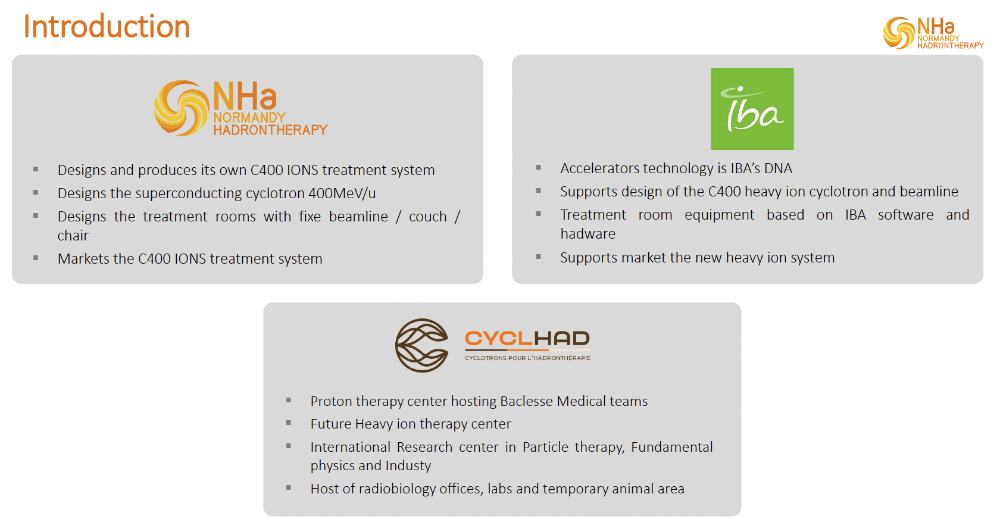 Introduction
NHa
NORMANDY
HADRONTHERAPY
NHa
NORMANDY
HADRONTHERAPY
▪ Designs and produces its own C400 IONS treatment system
▪ Designs the superconducting cyclotron 400MeV/u
▪ Designs the treatment rooms with fixe beamline / couch /
chair
▪ Markets the C400 IONS treatment system
iba
▪ Accelerators technology is IBA’s DNA
▪ Supports design of the C400 heavy ion cyclotron and beamline
▪ Treatment room equipment based on IBA software and
hadware
▪ Supports market the new heavy ion system
CYCLHAD
CYCLOTRONS POUR L'HADRONTHÉRAPIE
▪ Proton therapy center hosting Baclesse Medical teams
▪ Future Heavy ion therapy center
▪ International Research center in Particle therapy, Fundamental
physics and Industy
▪ Host of radiobiology offices, labs and temporary animal area